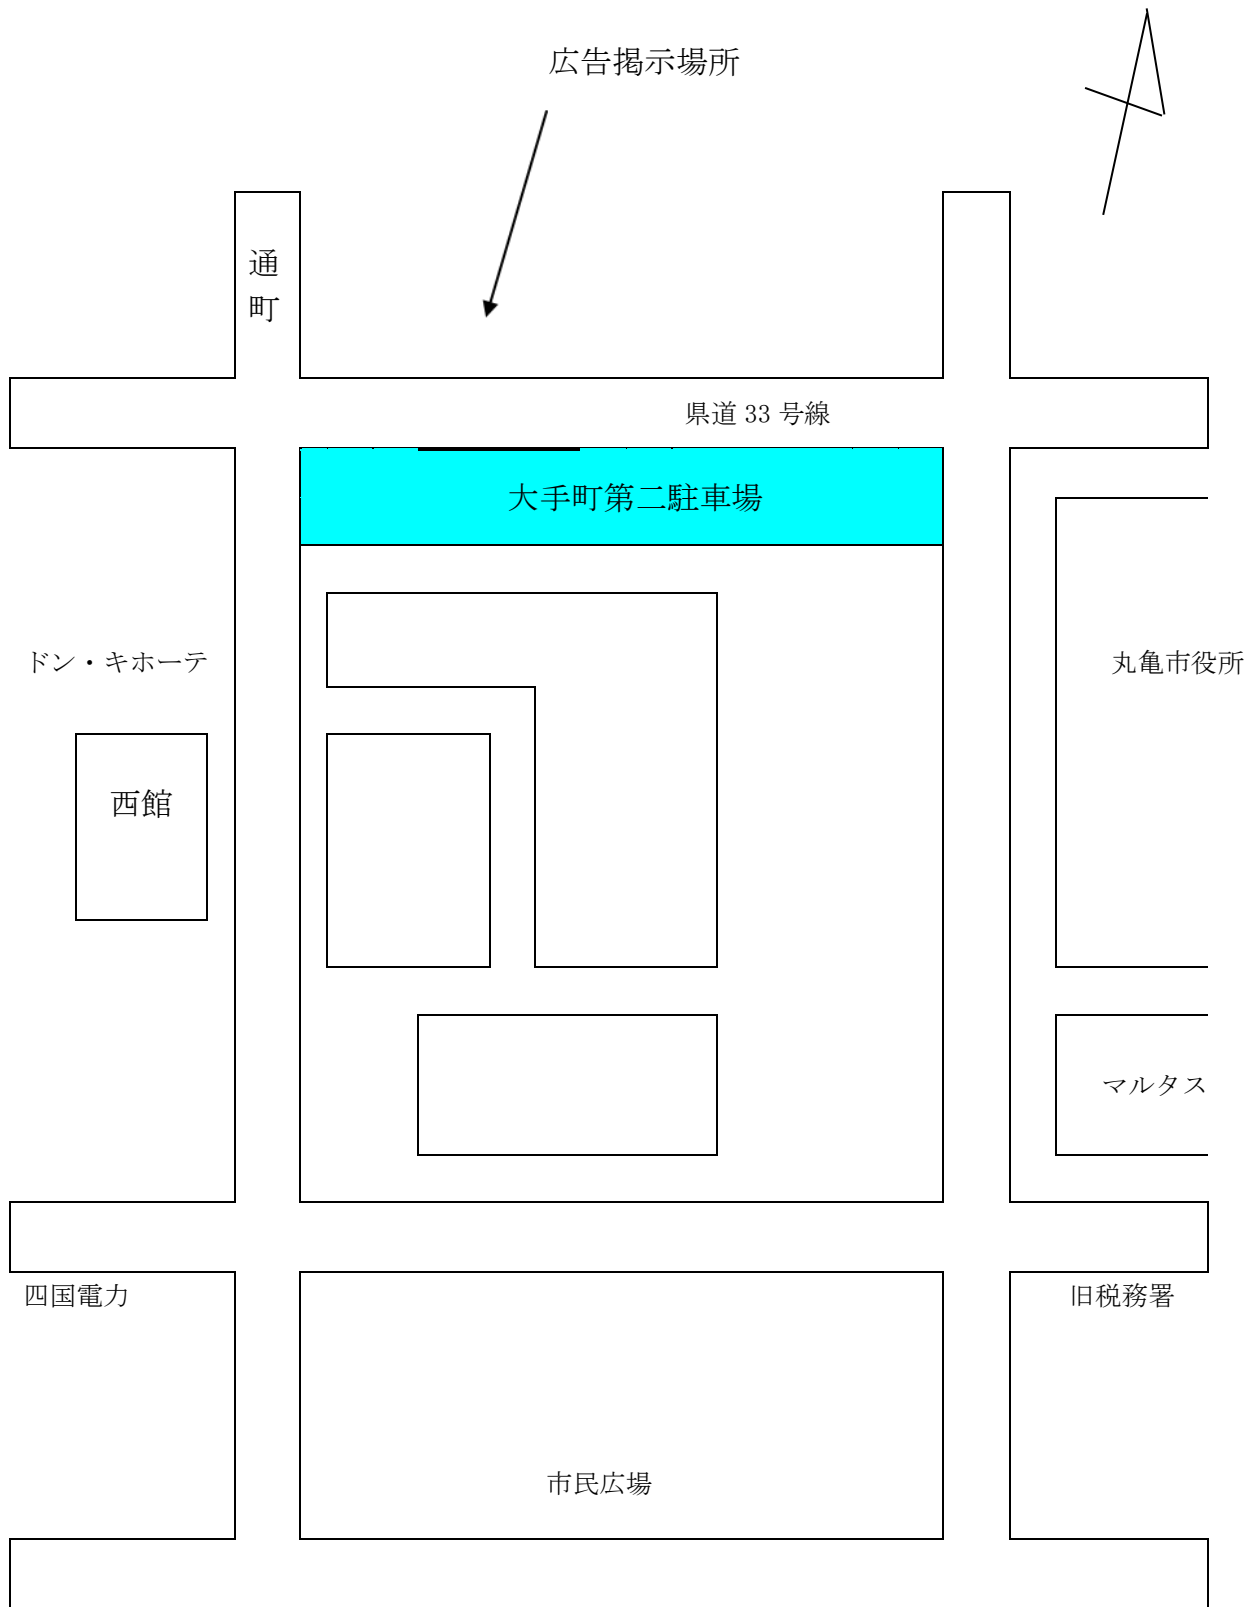 広告掲示場所
通
町
県道 33 号線
大手町第二駐車場
ドン・キホーテ
丸亀市役所
西館
マルタス
四国電力
旧税務署
市民広場